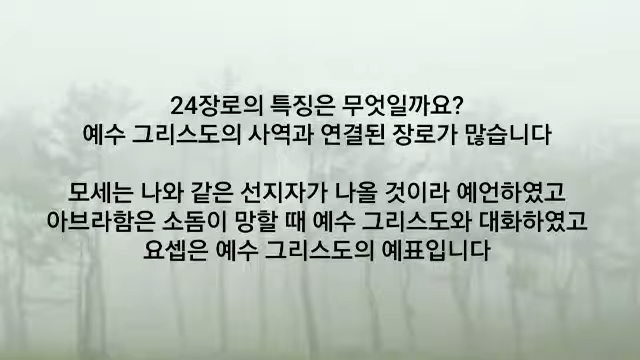 24장로의 특징은 무엇일까요?
예수 그리스도의 사역과 연결된 장로가 많습니다
모세는 나와 같은 선지자가 나올 것이라 예언하였고
아브라함은 소돔이 망할 때 예수 그리스도와 대화하였고
요셉은 예수 그리스도의 예표입니다